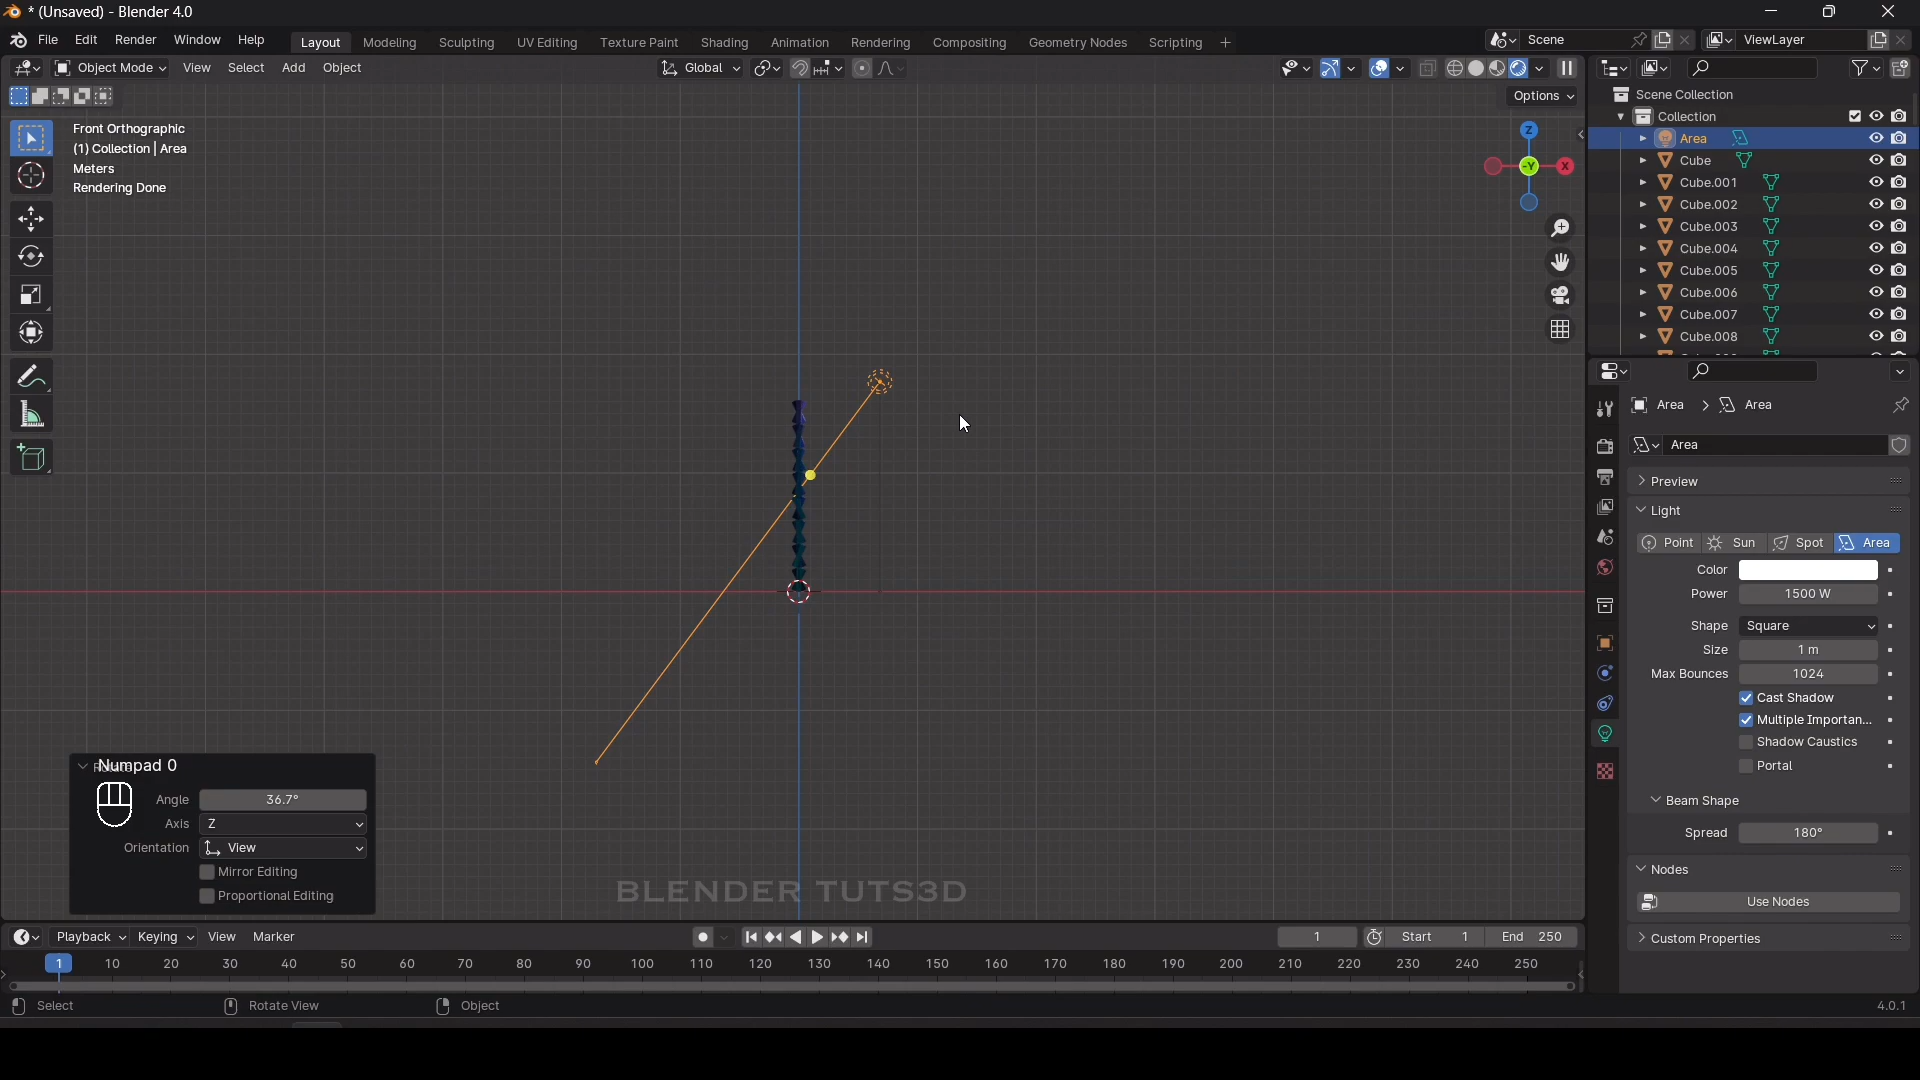 * (Unsaved) - Blender 4.0
File Edit Render Window Help Layout Modeling Sculpting UV Editing Texture Paint Shading Animation Rendering Compositing Geometry Nodes Scripting + Scene ViewLayer
Object Mode View Select Add Object Global
Options
Front Orthographic
(1) Collection | Area
Meters
Rendering Done
Z
-Y
X
Scene Collection
Collection
Area
Cube
Cube.001
Cube.002
Cube.003
Cube.004
Cube.005
Cube.006
Cube.007
Cube.008
Area > Area
Area
Preview
Light
Point Sun Spot Area
Color
Power 1500 W
Shape Square
Size 1 m
Max Bounces 1024
Cast Shadow
Multiple Importan...
Shadow Caustics
Portal
Beam Shape
Spread 180°
Nodes
Use Nodes
Custom Properties
Numpad 0
Angle 36.7°
Axis Z
Orientation View
Mirror Editing
Proportional Editing
BLENDER TUTS3D
Playback Keying View Marker 1 Start 1 End 250
1 10 20 30 40 50 60 70 80 90 100 110 120 130 140 150 160 170 180 190 200 210 220 230 240 250
Select Rotate View Object 4.0.1